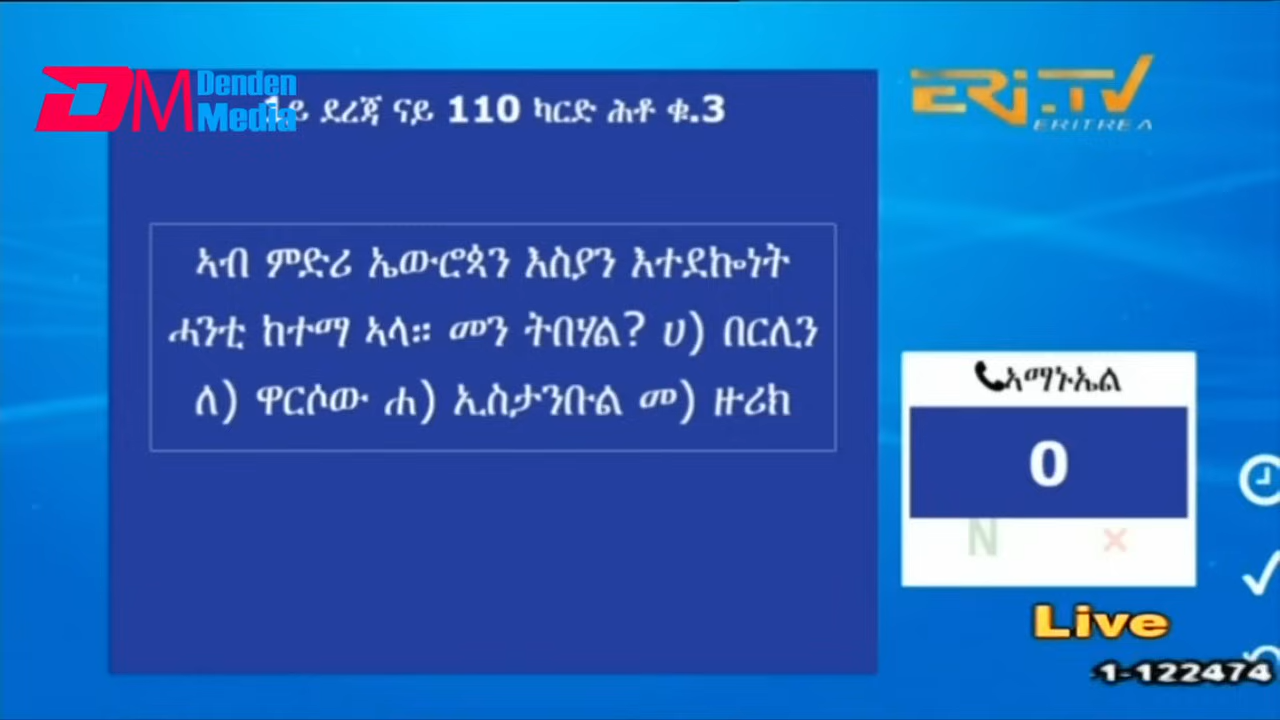 DM Denden
Media
ERi.TV
ERITREA
1ይ ደረጃ ናይ 110 ካርድ ሕቶ ቁ.3
ኣብ ምድሪ ኤውሮጳን እስያን እተደኰነት
ሓንቲ ከተማ ኣላ። መን ትበሃል? ሀ) በርሊን
ለ) ዋርሶው ሐ) ኢስታንቡል መ) ዙሪክ
ኣማኑኤል
0
N ×
Live
1-122474